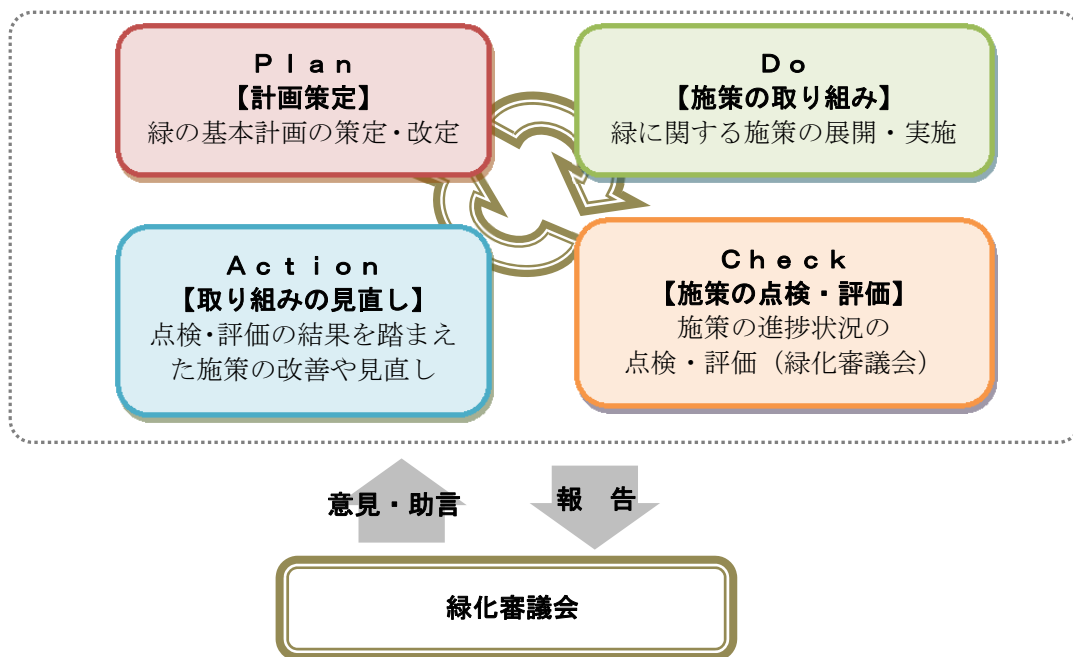 Ｐｌａｎ
【計画策定】
緑の基本計画の策定・改定
Ｄｏ
【施策の取り組み】
緑に関する施策の展開・実施
Ａｃｔｉｏｎ
【取り組みの見直し】
点検・評価の結果を踏まえ
た施策の改善や見直し
Ｃｈｅｃｋ
【施策の点検・評価】
施策の進捗状況の
点検・評価（緑化審議会）
意見・助言
報　告
緑化審議会